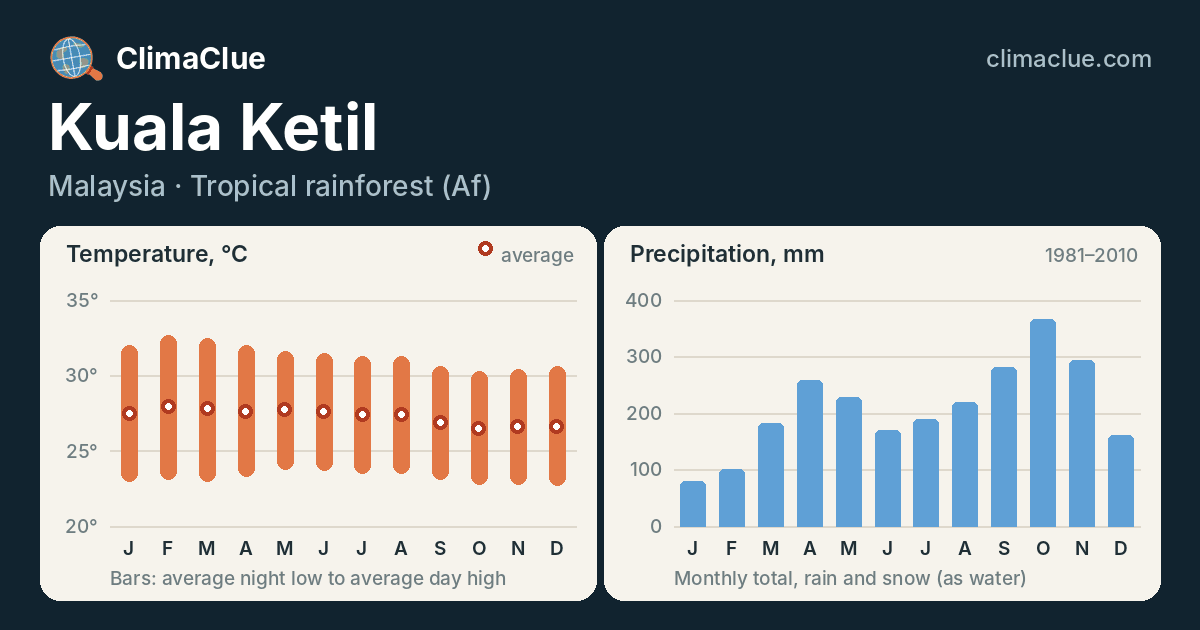 ClimaClue
climaclue.com
Kuala Ketil
Malaysia · Tropical rainforest (Af)
Temperature, °C
average
35°
30°
25°
20°
J F M A M J J A S O N D
Bars: average night low to average day high
Precipitation, mm
1981–2010
400
300
200
100
0
J F M A M J J A S O N D
Monthly total, rain and snow (as water)